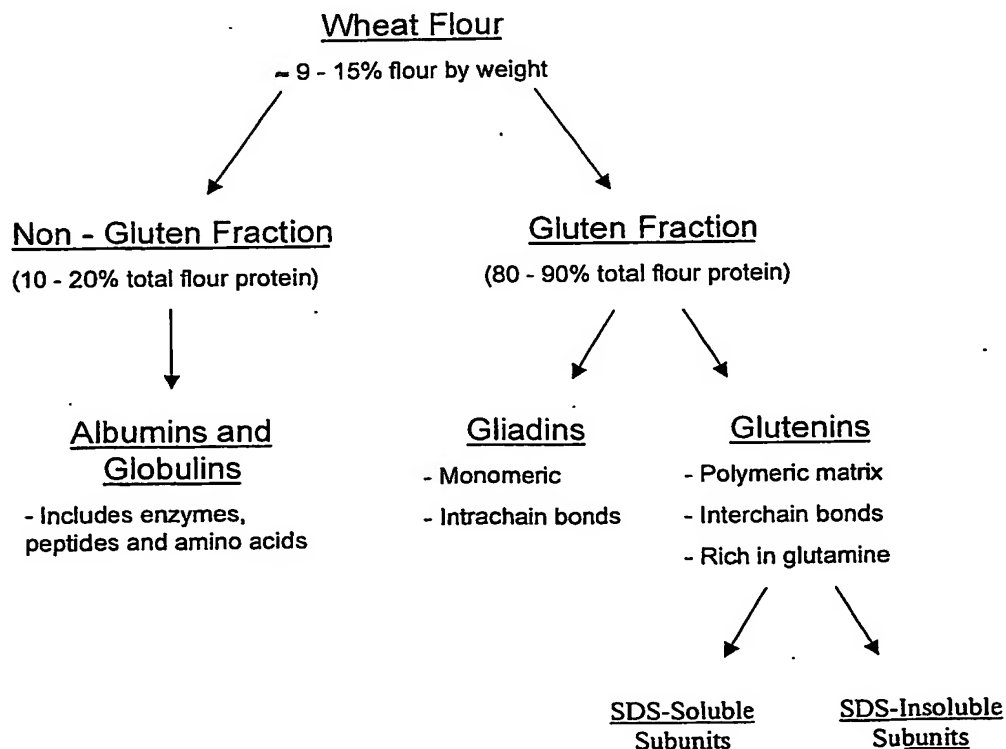 Wheat Flour
≈ 9 - 15% flour by weight
Non - Gluten Fraction
(10 - 20% total flour protein)
Gluten Fraction
(80 - 90% total flour protein)
Albumins and
Globulins
- Includes enzymes,
peptides and amino acids
Gliadins
- Monomeric
- Intrachain bonds
Glutenins
- Polymeric matrix
- Interchain bonds
- Rich in glutamine
SDS-Soluble
Subunits
SDS-Insoluble
Subunits